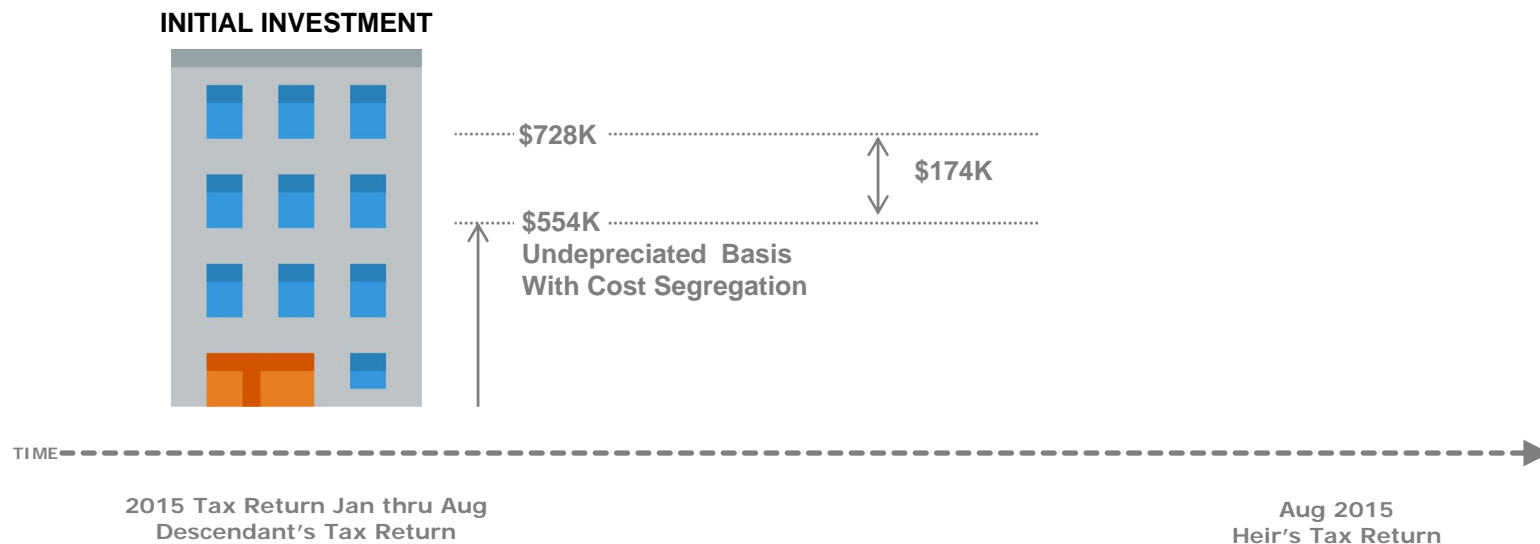 INITIAL INVESTMENT
$728K
$174K
$554K
Undepreciated Basis
With Cost Segregation
TIME
2015 Tax Return Jan thru Aug
Descendant's Tax Return
Aug 2015
Heir's Tax Return